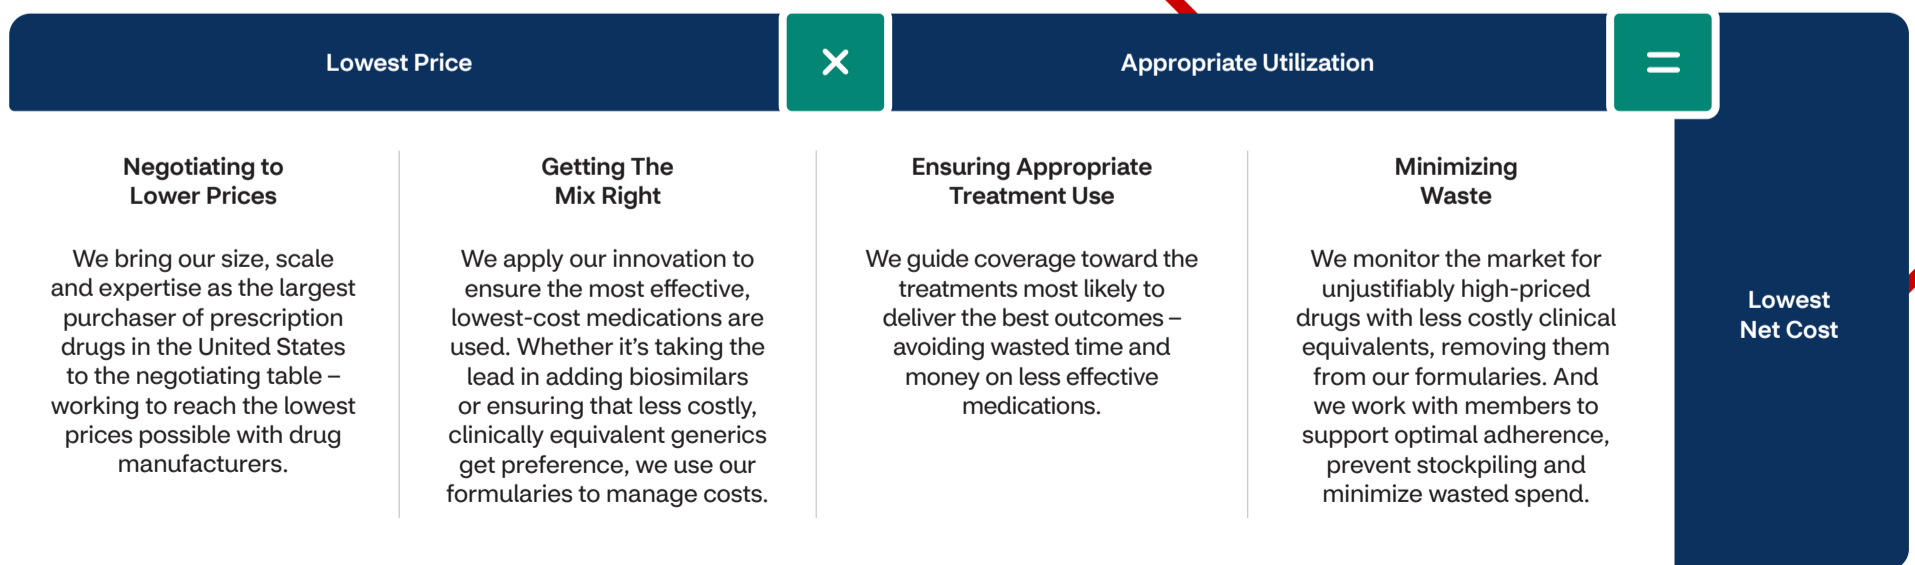 Lowest Price
×
Appropriate Utilization
=
Negotiating to
Lower Prices
We bring our size, scale
and expertise as the largest
purchaser of prescription
drugs in the United States
to the negotiating table –
working to reach the lowest
prices possible with drug
manufacturers.
Getting The
Mix Right
We apply our innovation to
ensure the most effective,
lowest-cost medications are
used. Whether it’s taking the
lead in adding biosimilars
or ensuring that less costly,
clinically equivalent generics
get preference, we use our
formularies to manage costs.
Ensuring Appropriate
Treatment Use
We guide coverage toward the
treatments most likely to
deliver the best outcomes –
avoiding wasted time and
money on less effective
medications.
Minimizing
Waste
We monitor the market for
unjustifiably high-priced
drugs with less costly clinical
equivalents, removing them
from our formularies. And
we work with members to
support optimal adherence,
prevent stockpiling and
minimize wasted spend.
Lowest
Net Cost